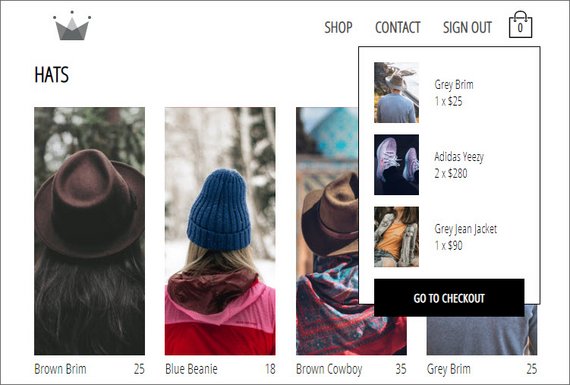 SHOP CONTACT SIGN OUT 0
HATS
Grey Brim
1 x $25
Adidas Yeezy
2 x $280
Grey Jean Jacket
1 x $90
GO TO CHECKOUT
Brown Brim 18
Blue Beanie 18
Brown Cowboy 35
Grey Brim 25